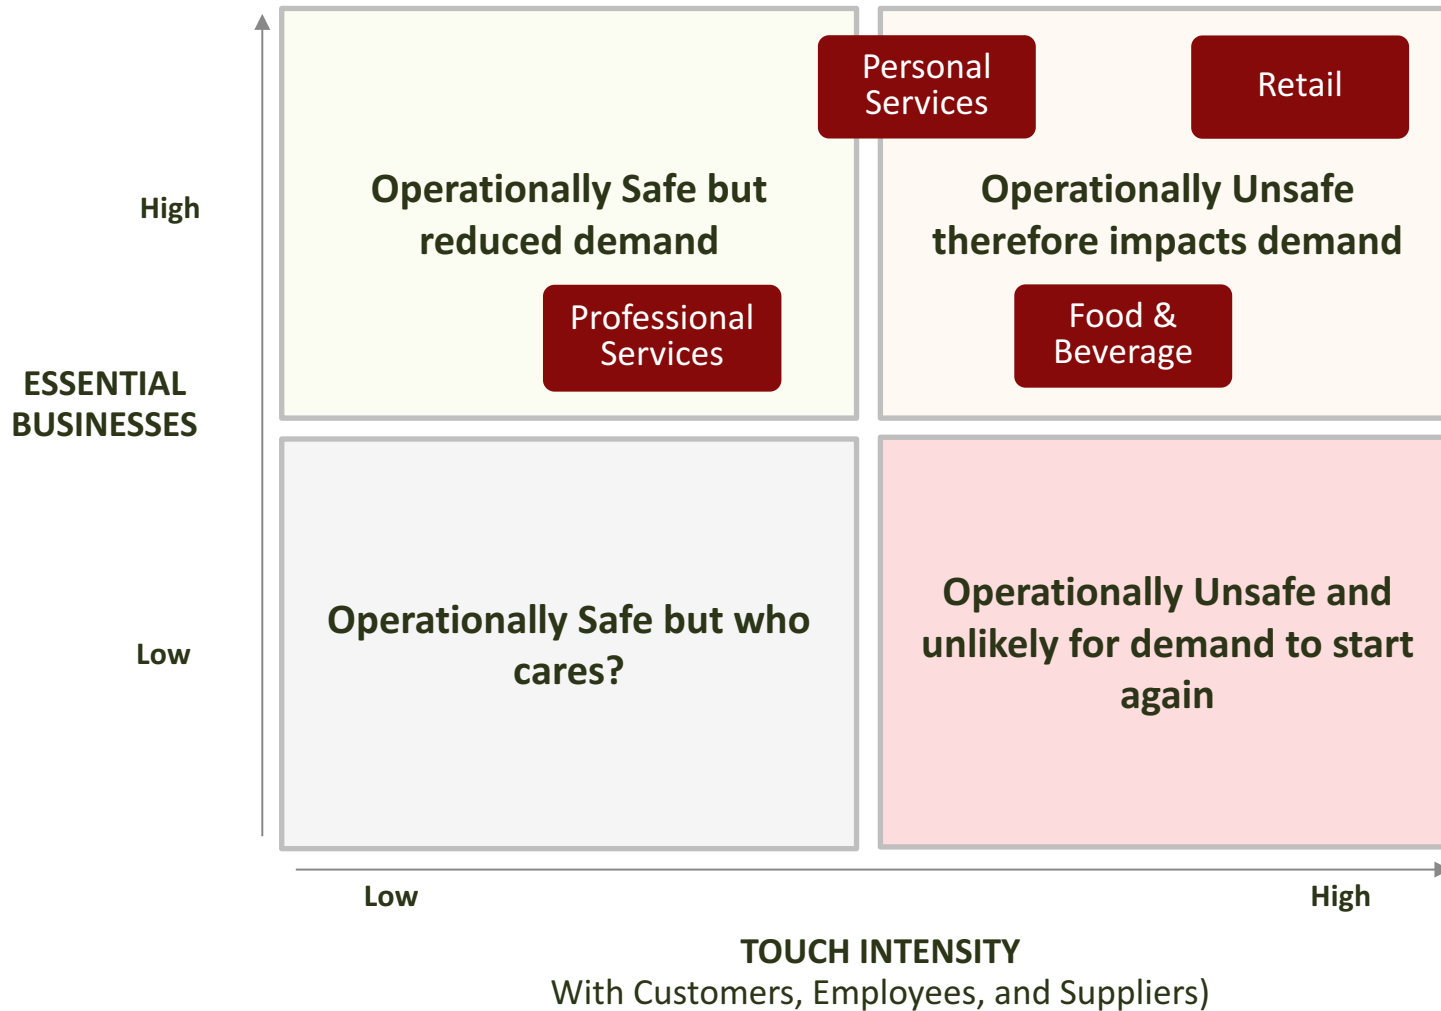 Personal
Services
Retail
Operationally Safe but
reduced demand
Operationally Unsafe
therefore impacts demand
High
Professional
Services
Food &
Beverage
ESSENTIAL
BUSINESSES
Operationally Safe but who
cares?
Operationally Unsafe and
unlikely for demand to start
again
Low
Low
High
TOUCH INTENSITY
With Customers, Employees, and Suppliers)